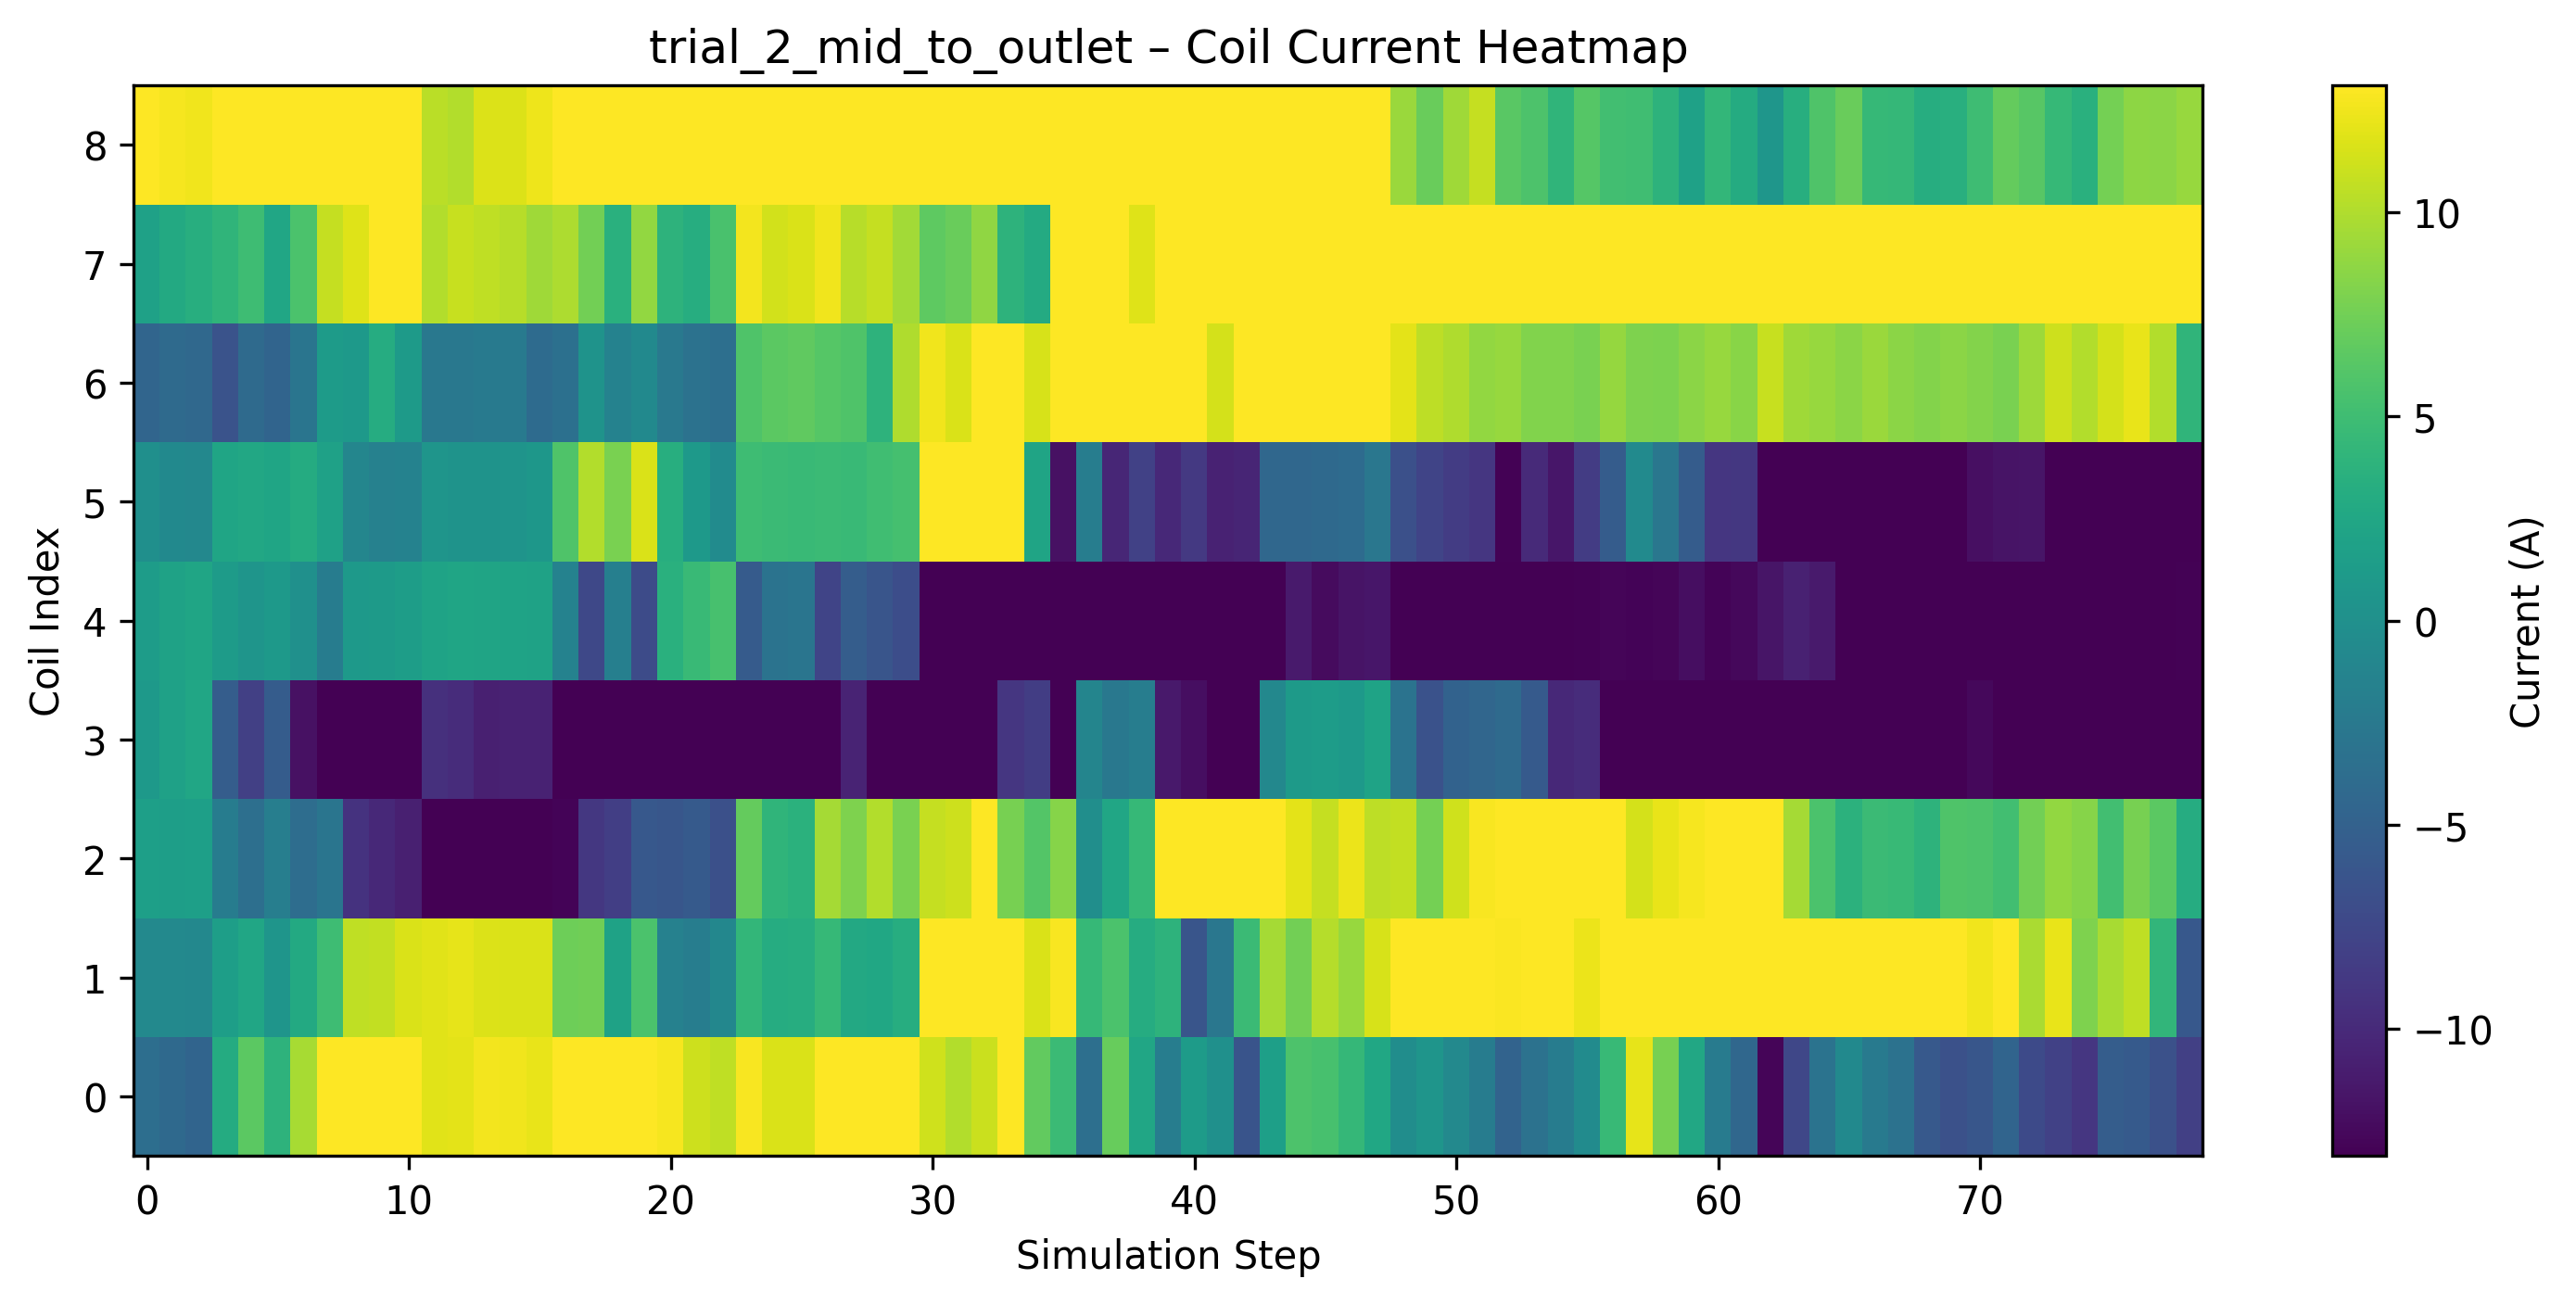 trial_2_mid_to_outlet – Coil Current Heatmap
8
7
6
5
4
3
2
1
0
Coil Index
0 10 20 30 40 50 60 70
Simulation Step
10
5
0
−5
−10
Current (A)